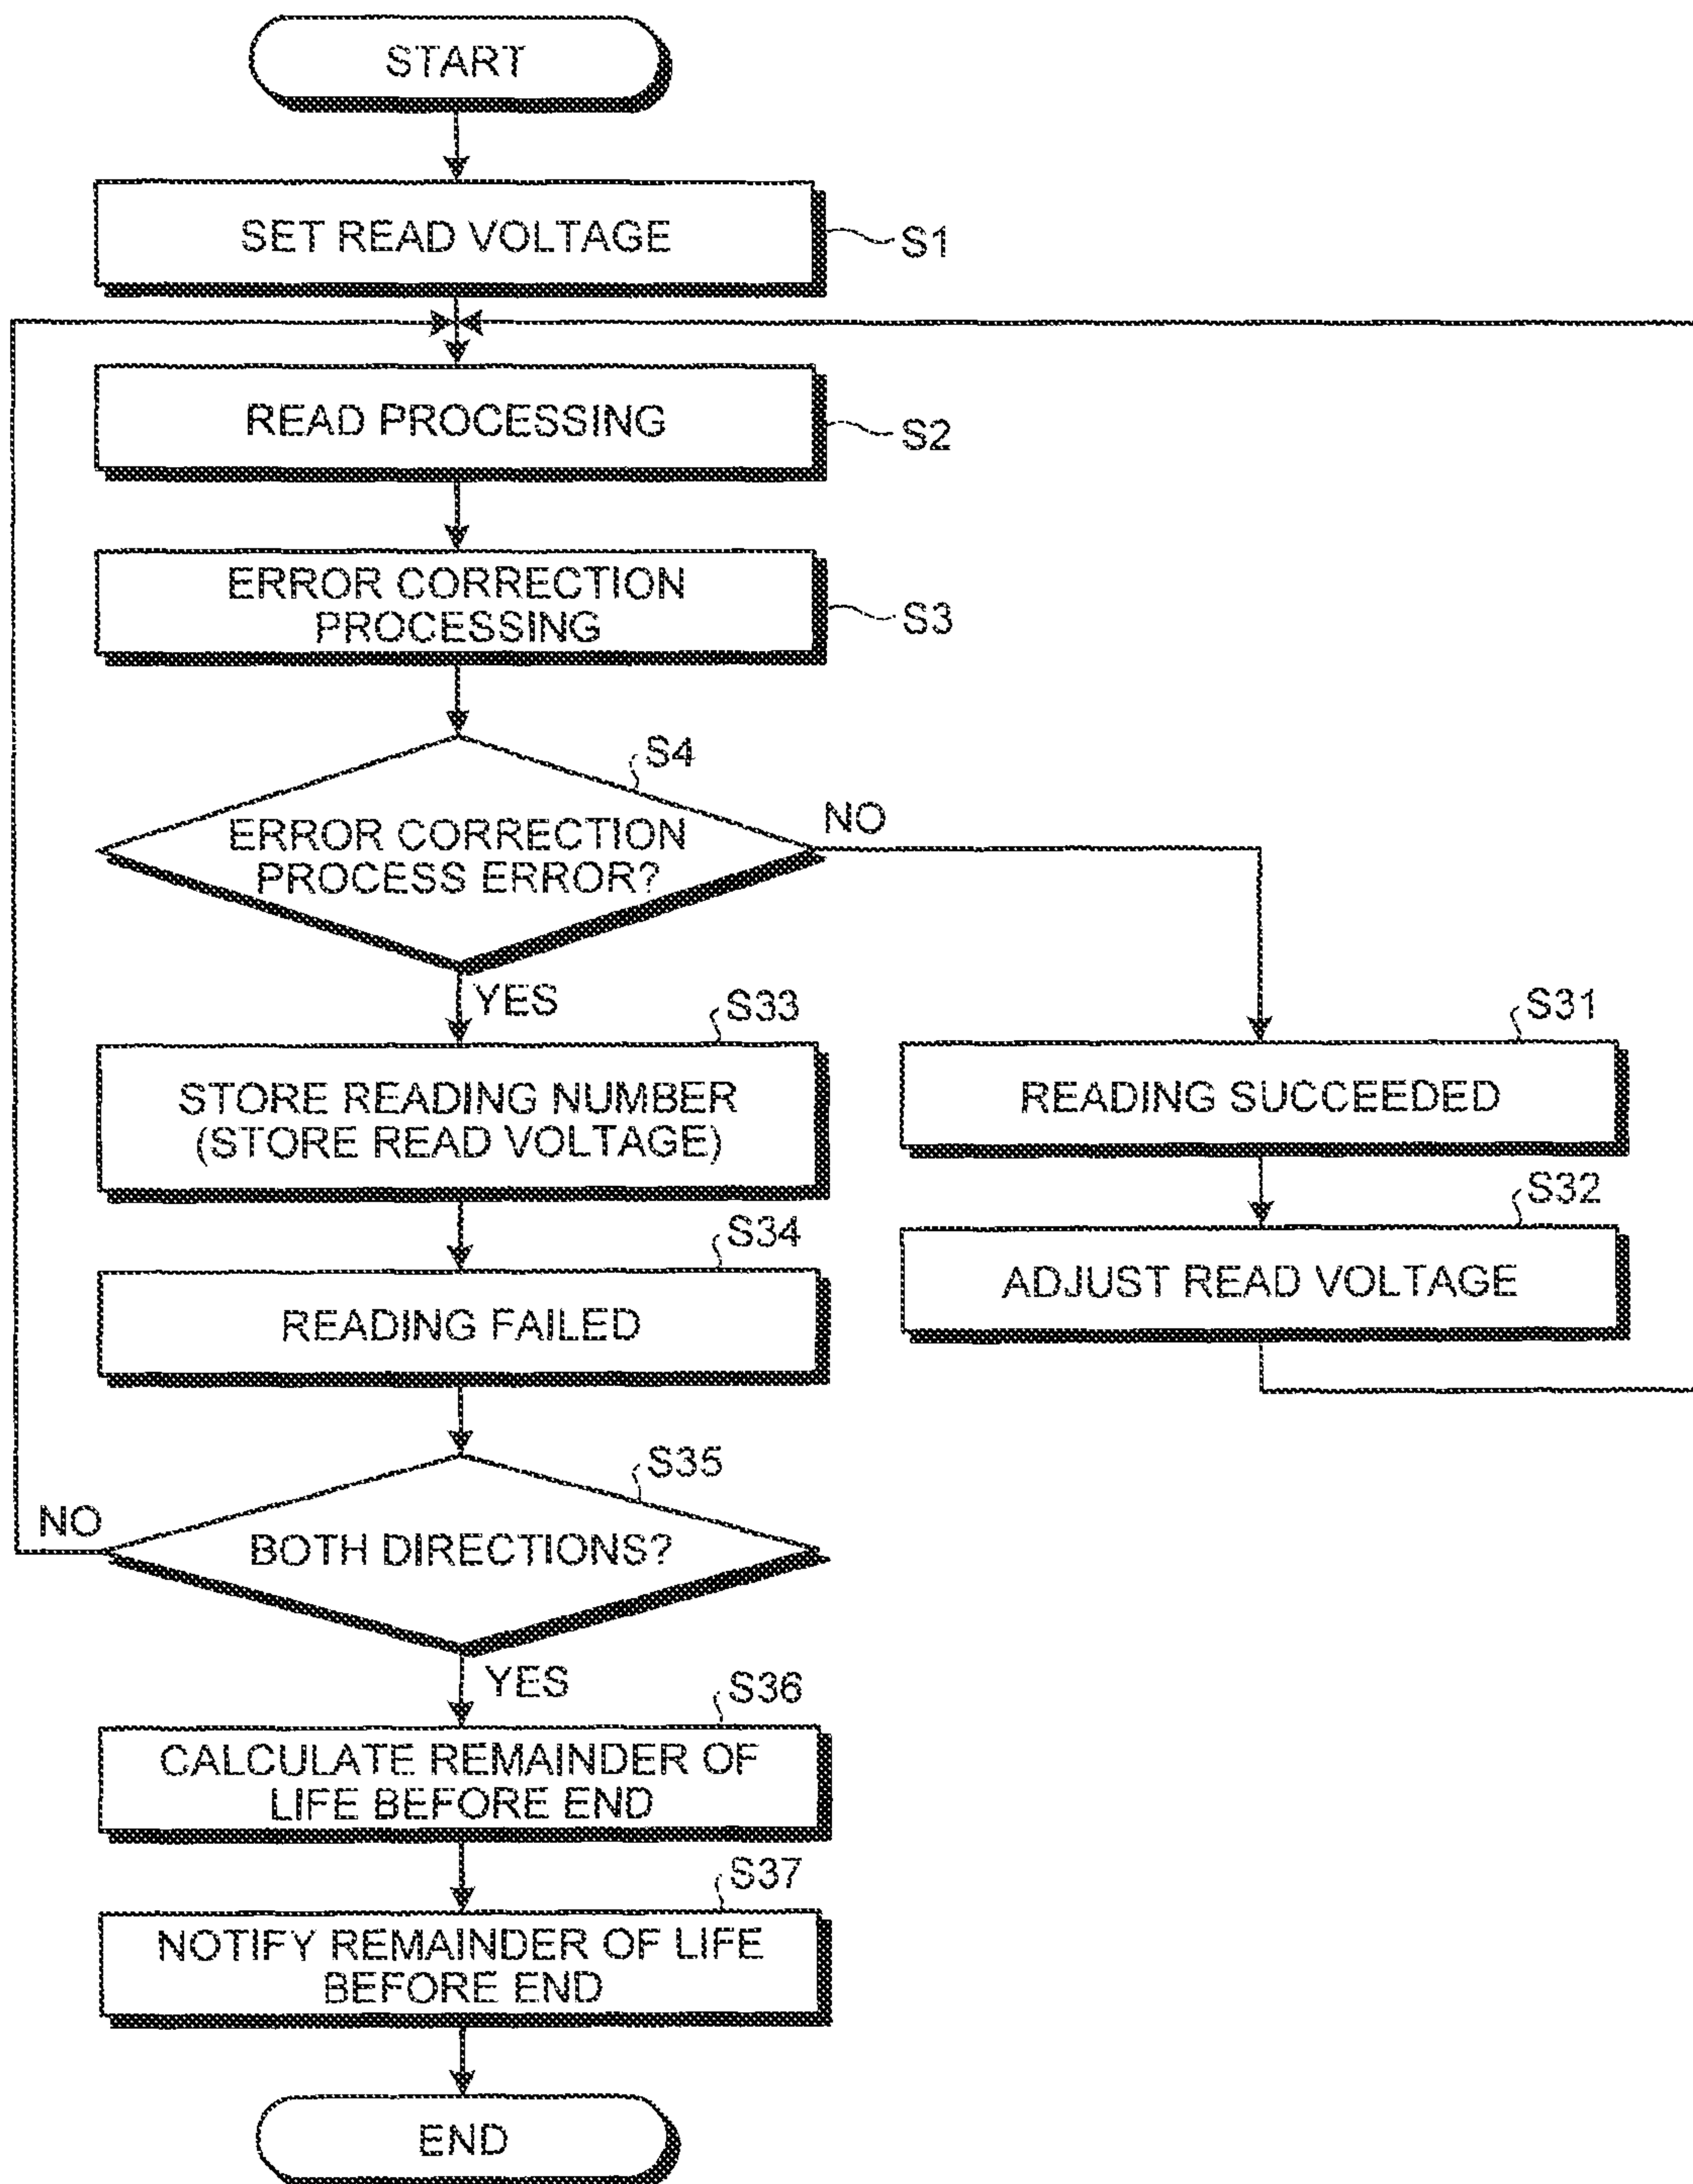 START
SET READ VOLTAGE
S1
READ PROCESSING
S2
ERROR CORRECTION
PROCESSING
S3
S4
ERROR CORRECTION
PROCESS ERROR?
NO
YES
S33
STORE READING NUMBER
(STORE READ VOLTAGE)
S31
READING SUCCEEDED
S32
ADJUST READ VOLTAGE
S34
READING FAILED
S35
BOTH DIRECTIONS?
NO
YES
S36
CALCULATE REMAINDER OF
LIFE BEFORE END
S37
NOTIFY REMAINDER OF LIFE
BEFORE END
END